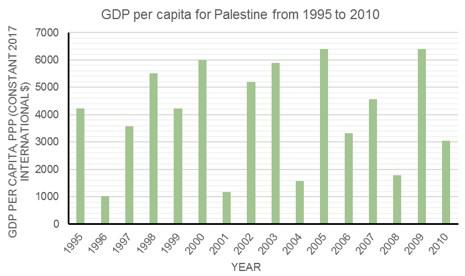 GDP per capita for Palestine from 1995 to 2010
GDP PER CAPITA, PPP (CONSTANT 2017
INTERNATIONAL $)
7000
6000
5000
4000
3000
2000
1000
0
1995 1996 1997 1998 1999 2000 2001 2002 2003 2004 2005 2006 2007 2008 2009 2010
YEAR